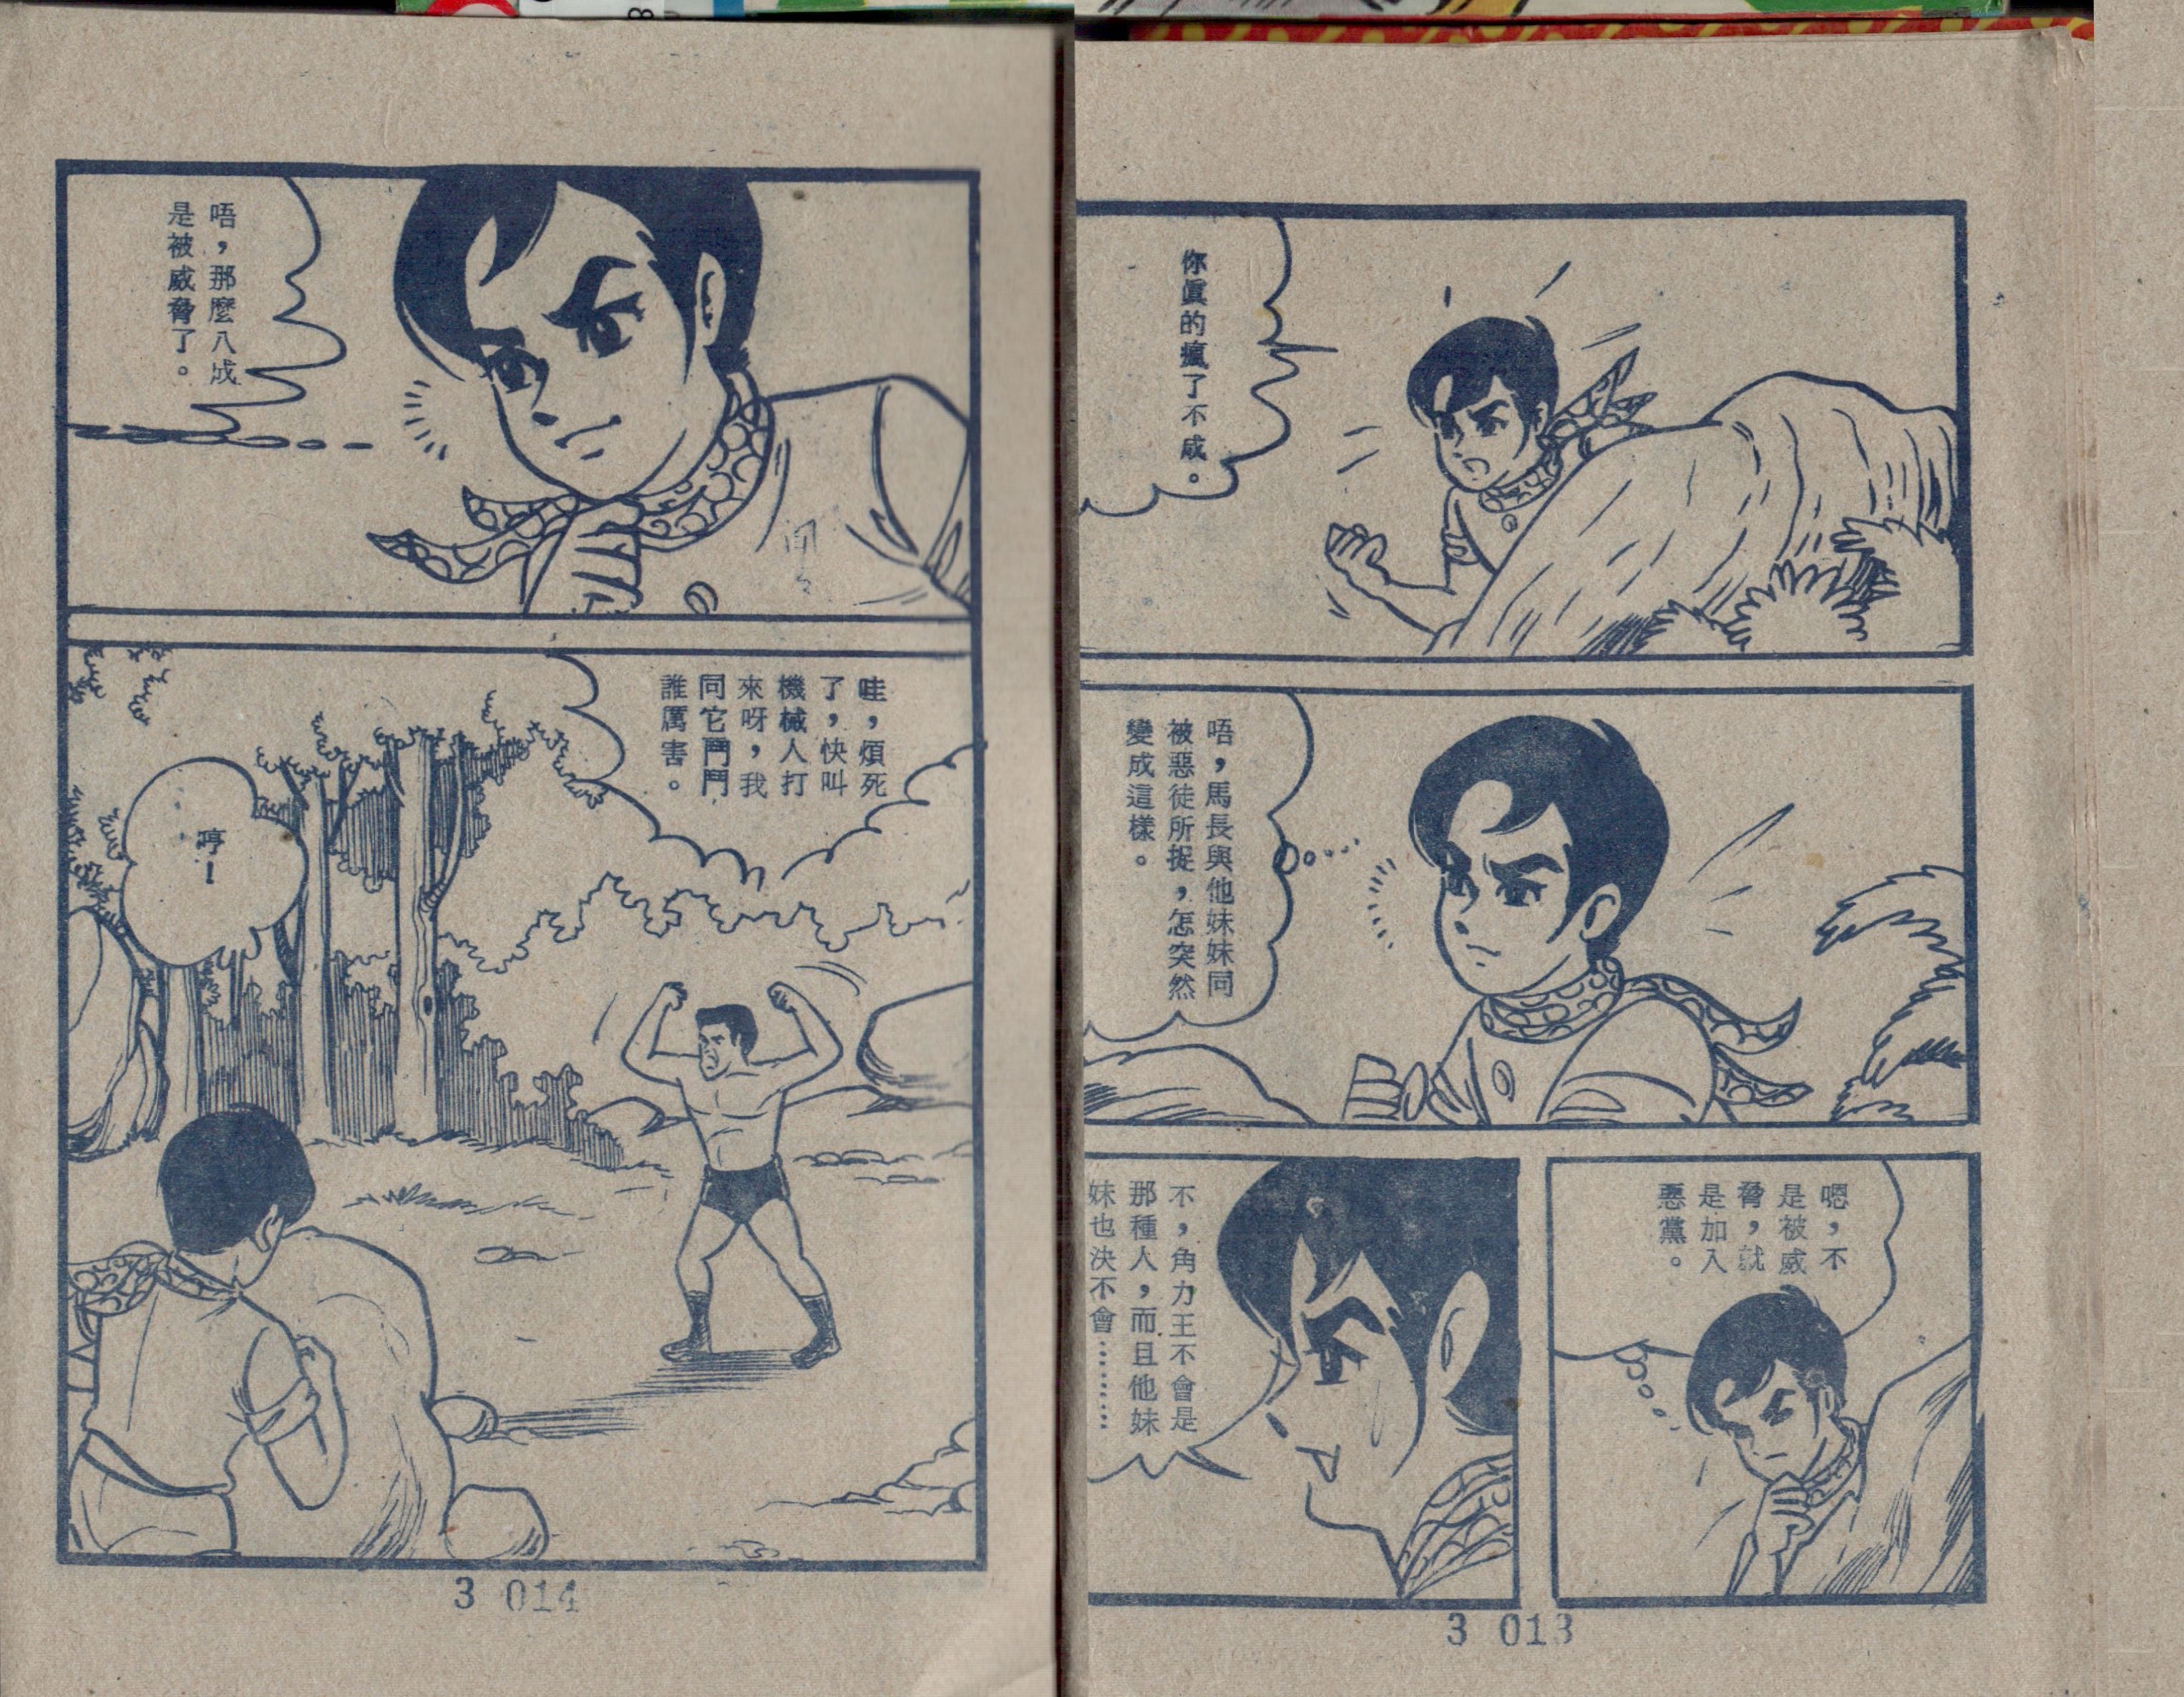 你眞的瘋了不成。
唔，馬長與他妹妹同
被惡徒所捉，怎突然
變成這樣。
嗯，不
是被威
脅，就
是加入
惡黨。
不，角力王不會是
那種人，而且他妹
妹也決不會…………
3 013
唔，那麼八成
是被威脅了。
哇，煩死
了，快叫
機械人打
來呀，我
同它鬥鬥
誰厲害。
哼！
3 014
8